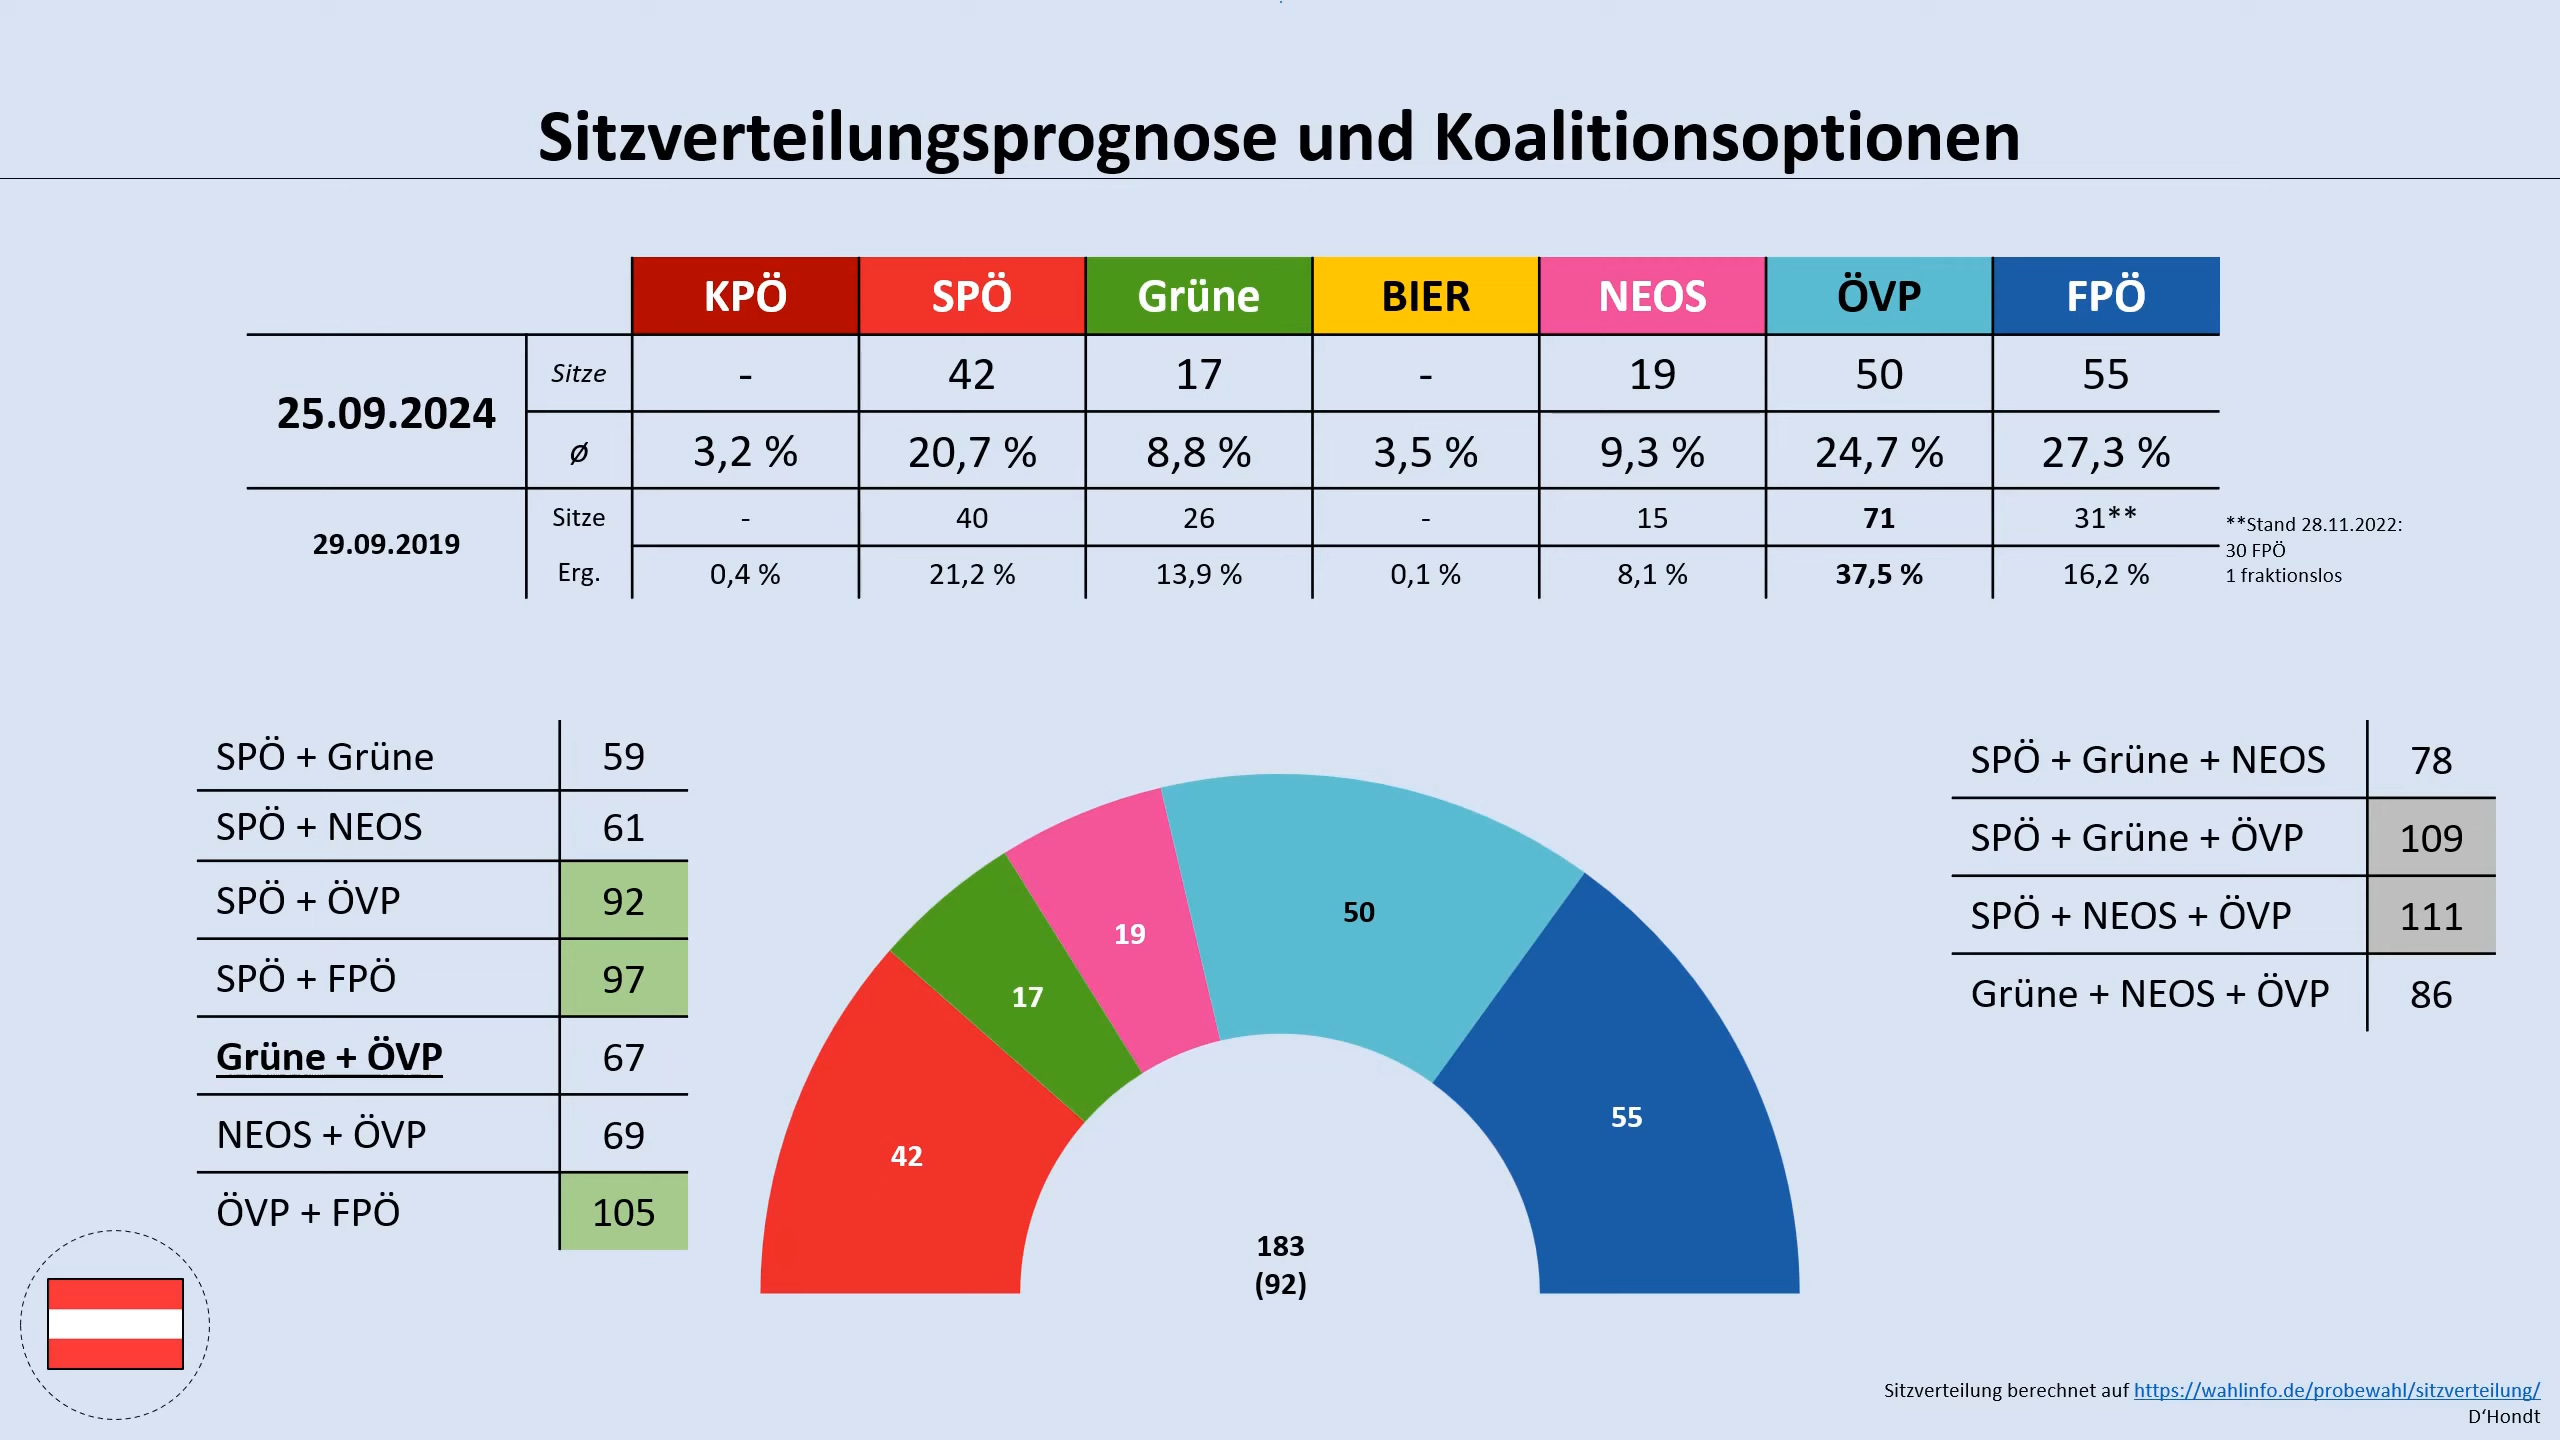 Sitzverteilungsprognose und Koalitionsoptionen
KPÖ SPÖ Grüne BIER NEOS ÖVP FPÖ
25.09.2024
Sitze - 42 17 - 19 50 55
ø 3,2 % 20,7 % 8,8 % 3,5 % 9,3 % 24,7 % 27,3 %
29.09.2019
Sitze - 40 26 - 15 71 31**
Erg. 0,4 % 21,2 % 13,9 % 0,1 % 8,1 % 37,5 % 16,2 %
**Stand 28.11.2022:
30 FPÖ
1 fraktionslos
SPÖ + Grüne 59
SPÖ + NEOS 61
SPÖ + ÖVP 92
SPÖ + FPÖ 97
Grüne + ÖVP 67
NEOS + ÖVP 69
ÖVP + FPÖ 105
42
17
19
50
55
183
(92)
SPÖ + Grüne + NEOS 78
SPÖ + Grüne + ÖVP 109
SPÖ + NEOS + ÖVP 111
Grüne + NEOS + ÖVP 86
Sitzverteilung berechnet auf https://wahlinfo.de/probewahl/sitzverteilung/
D‘Hondt